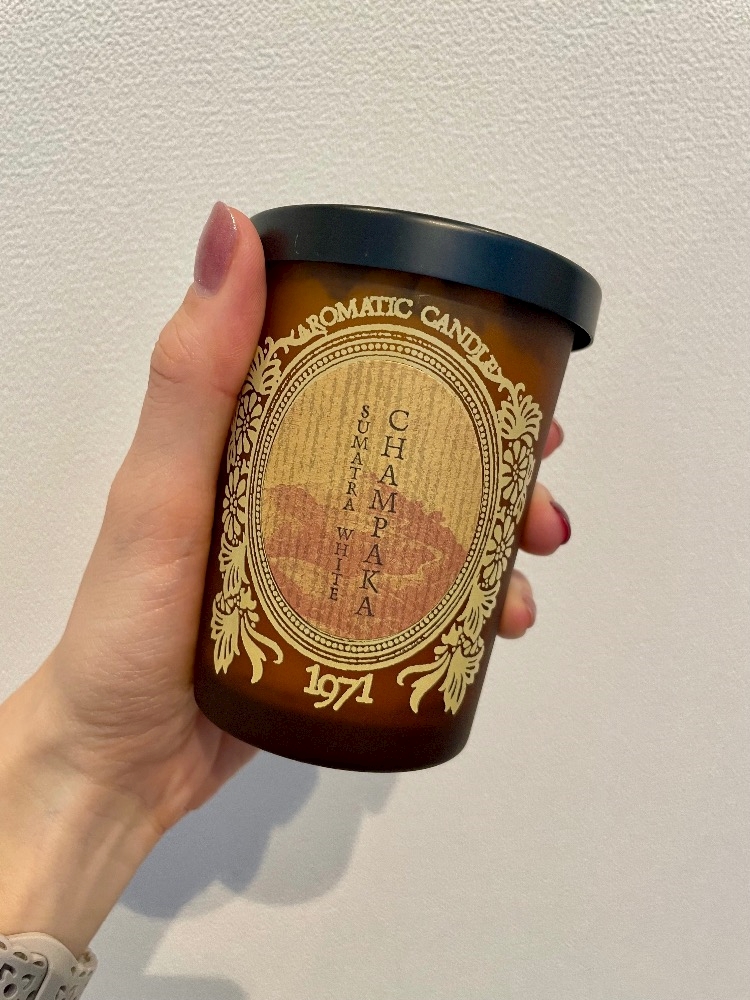 AROMATIC CANDLE
CHAMPAKA
SUMATRA WHITE
1971